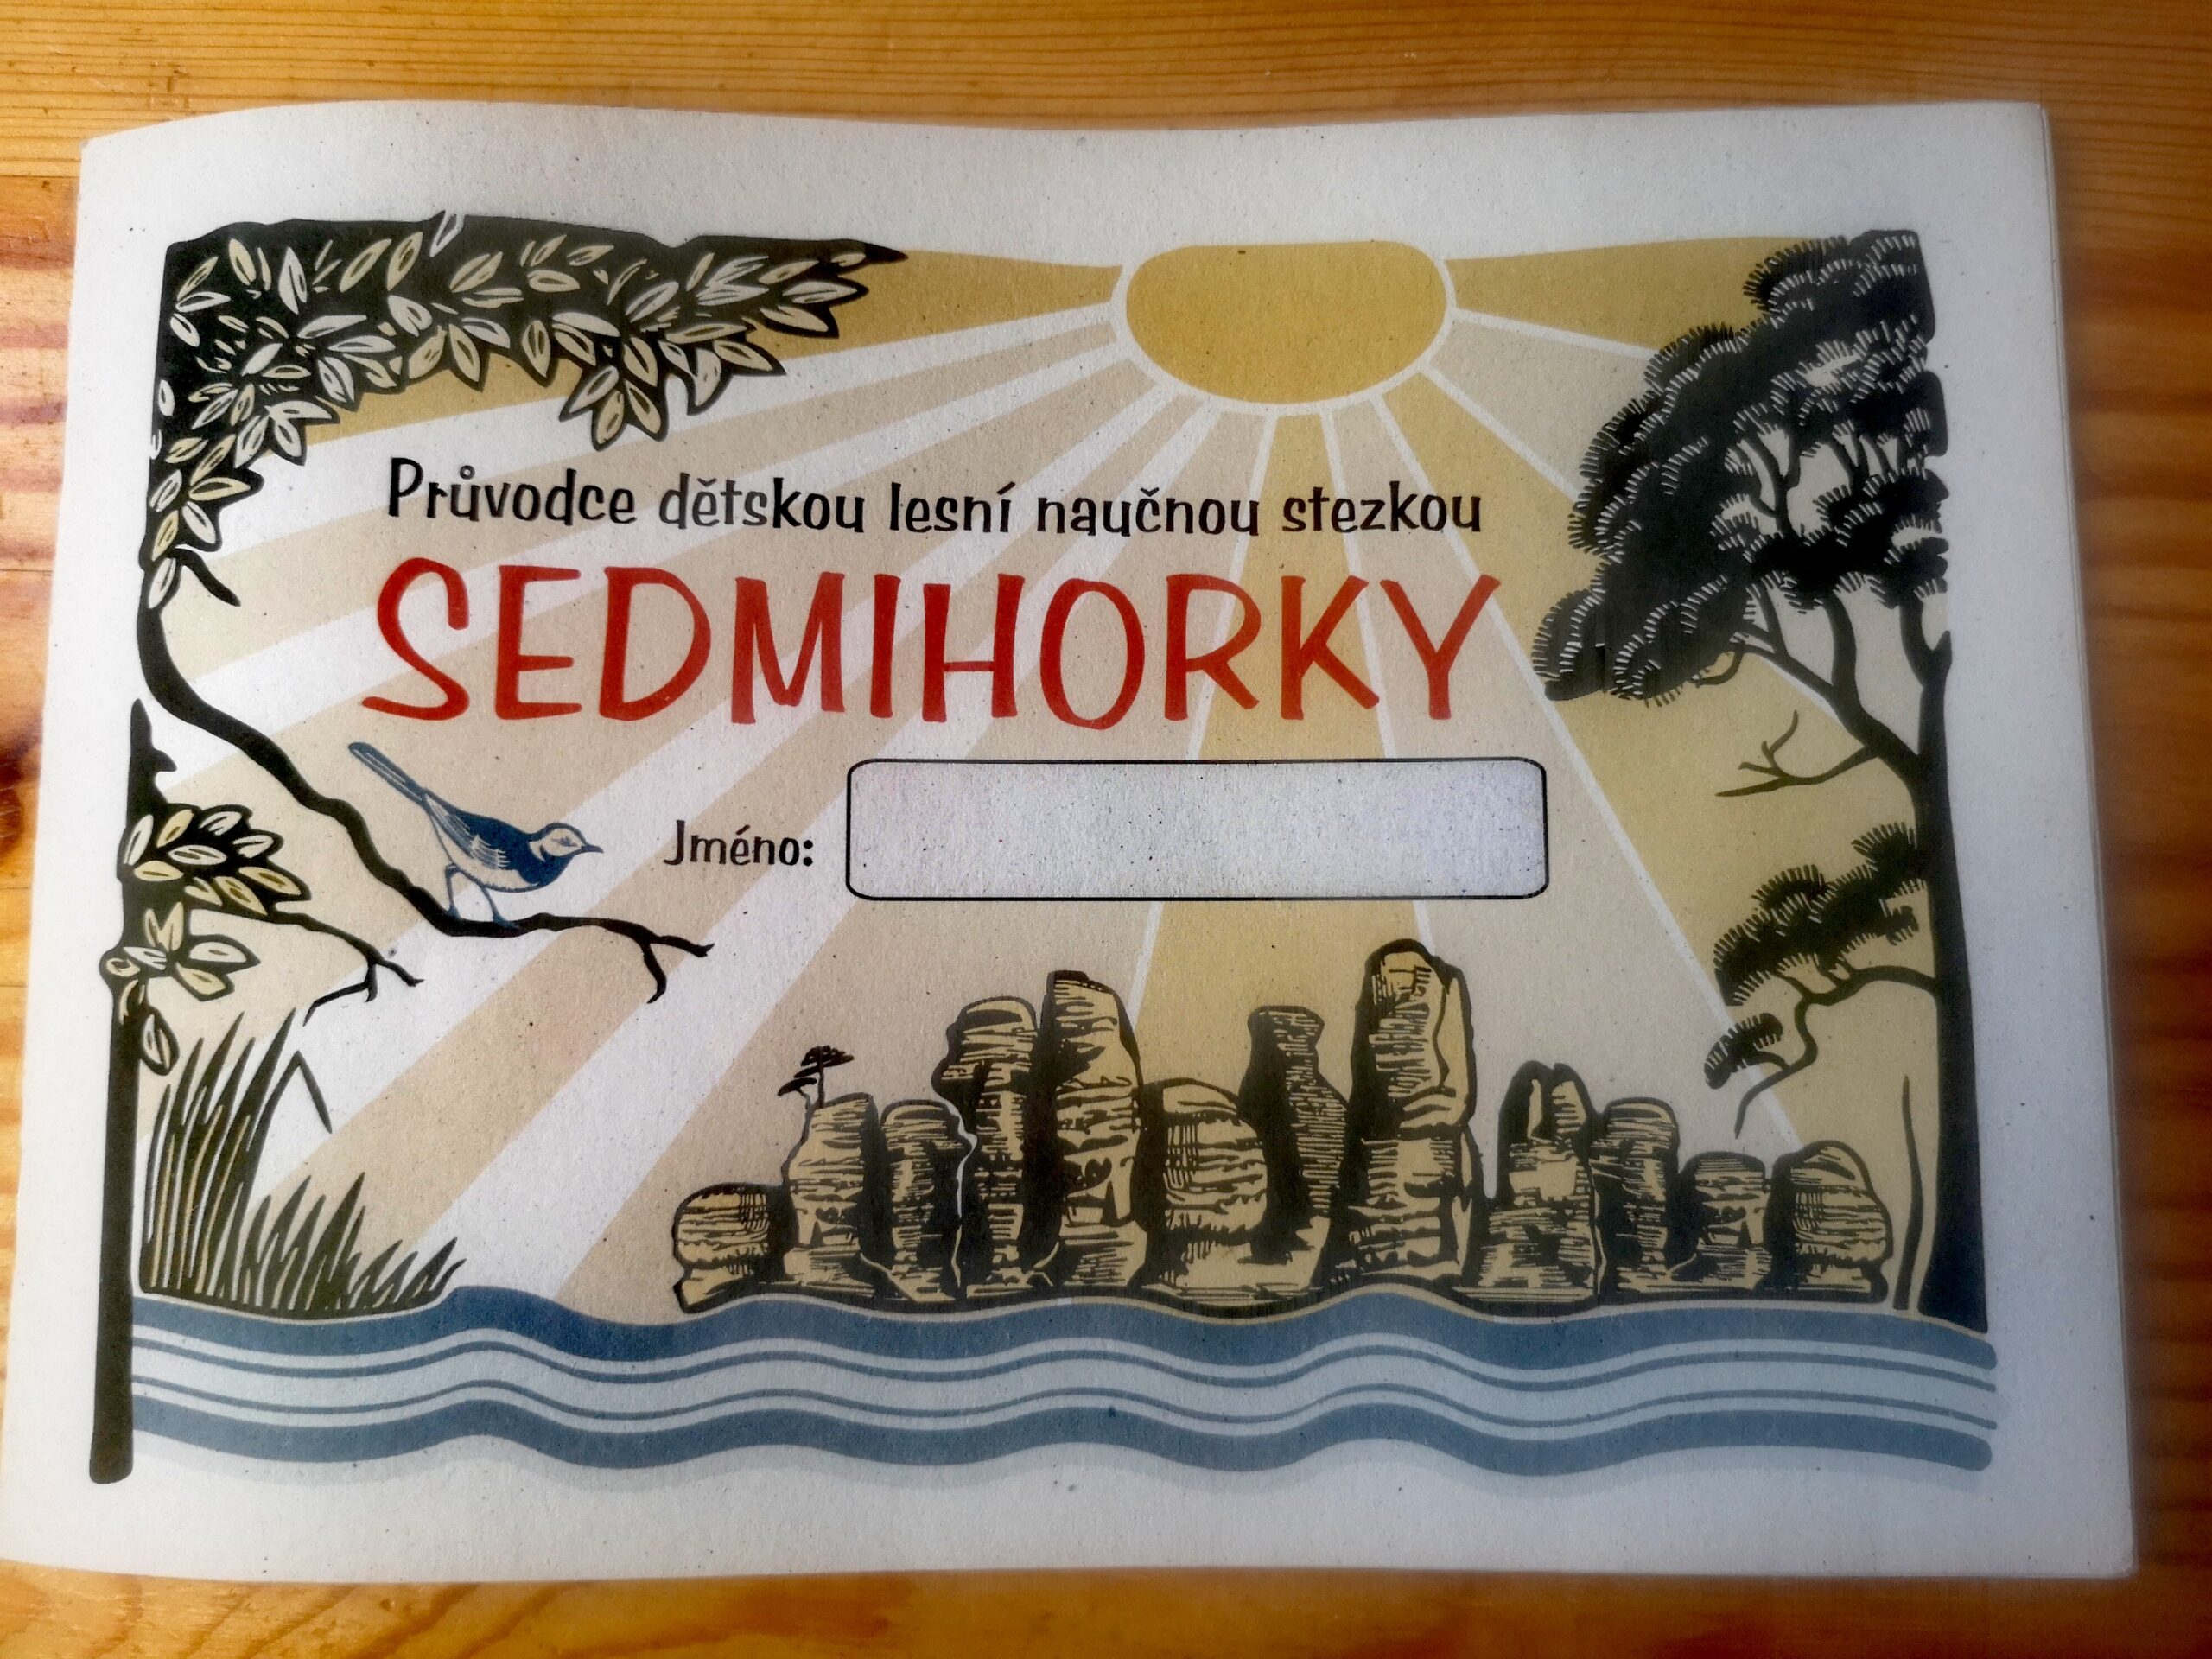 Průvodce dětskou lesní naučnou stezkou
SEDMIHORKY
Jméno: